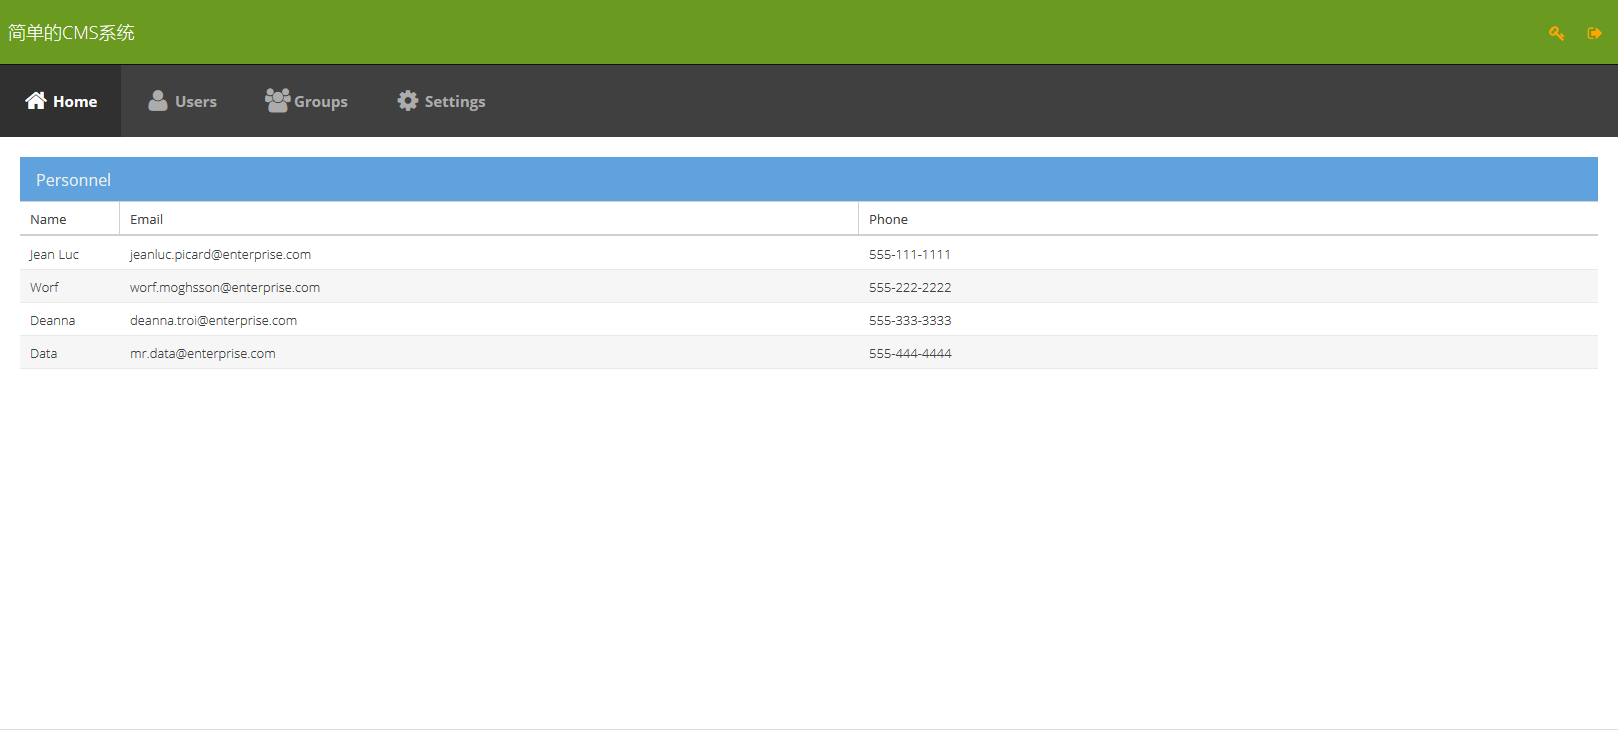 简单的CMS系统
Home Users Groups Settings
Personnel
Name Email Phone
Jean Luc jeanluc.picard@enterprise.com 555-111-1111
Worf worf.moghsson@enterprise.com 555-222-2222
Deanna deanna.troi@enterprise.com 555-333-3333
Data mr.data@enterprise.com 555-444-4444